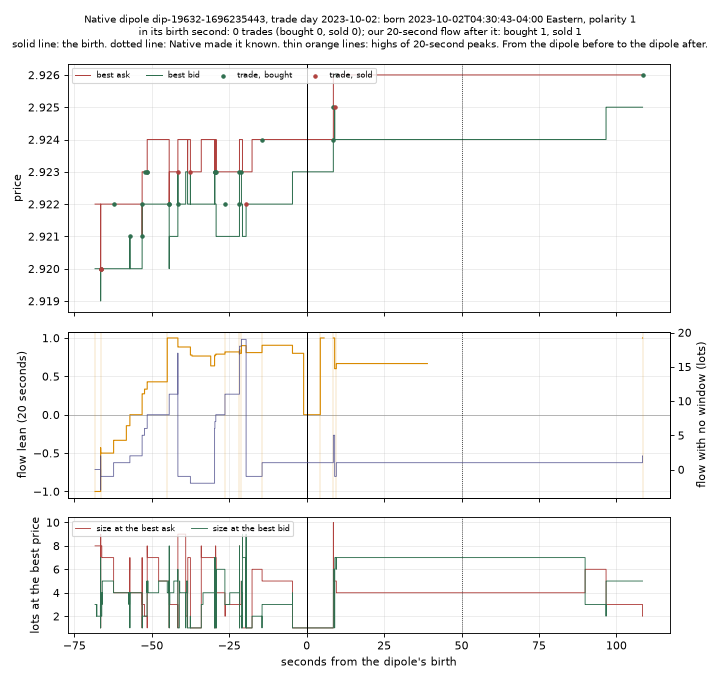 Native dipole dip-19632-1696235443, trade day 2023-10-02: born 2023-10-02T04:30:43-04:00 Eastern, polarity 1
in its birth second: 0 trades (bought 0, sold 0); our 20-second flow after it: bought 1, sold 1
solid line: the birth. dotted line: Native made it known. thin orange lines: highs of 20-second peaks. From the dipole before to the dipole after.
best ask
best bid
trade, bought
trade, sold
2.926
2.925
2.924
2.923
2.922
2.921
2.920
2.919
price
1.0
0.5
0.0
−0.5
−1.0
flow lean (20 seconds)
20
15
10
5
0
flow with no window (lots)
size at the best ask
size at the best bid
10
8
6
4
2
lots at the best price
−75
−50
−25
0
25
50
75
100
seconds from the dipole's birth